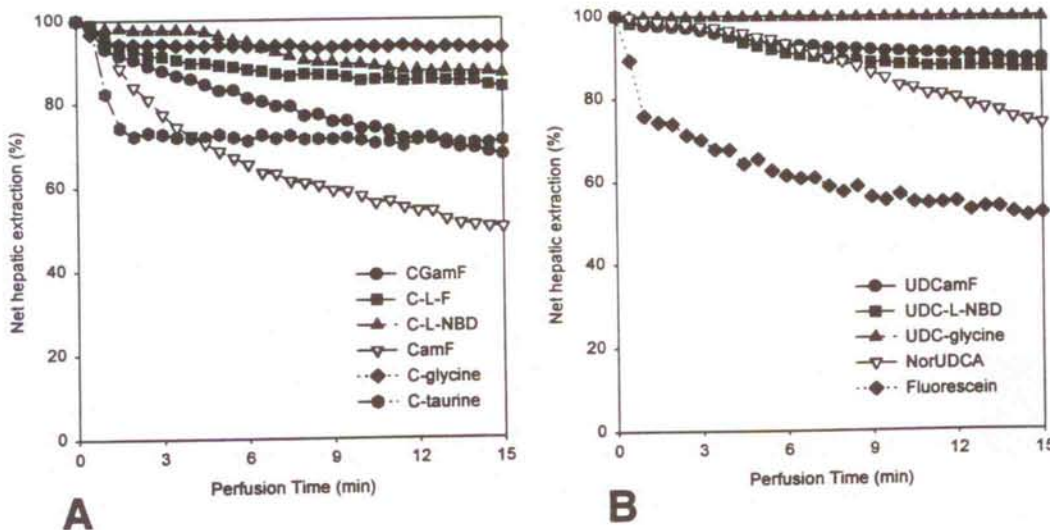 Net hepatic extraction (%)
100
80
60
40
20
0
0 3 6 9 12 15
Perfusion Time (min)
CGamF
C-L-F
C-L-NBD
CamF
C-glycine
C-taurine
A
Net hepatic extraction (%)
100
80
60
40
20
0
0 3 6 9 12 15
Perfusion Time (min)
UDCamF
UDC-L-NBD
UDC-glycine
NorUDCA
Fluorescein
B